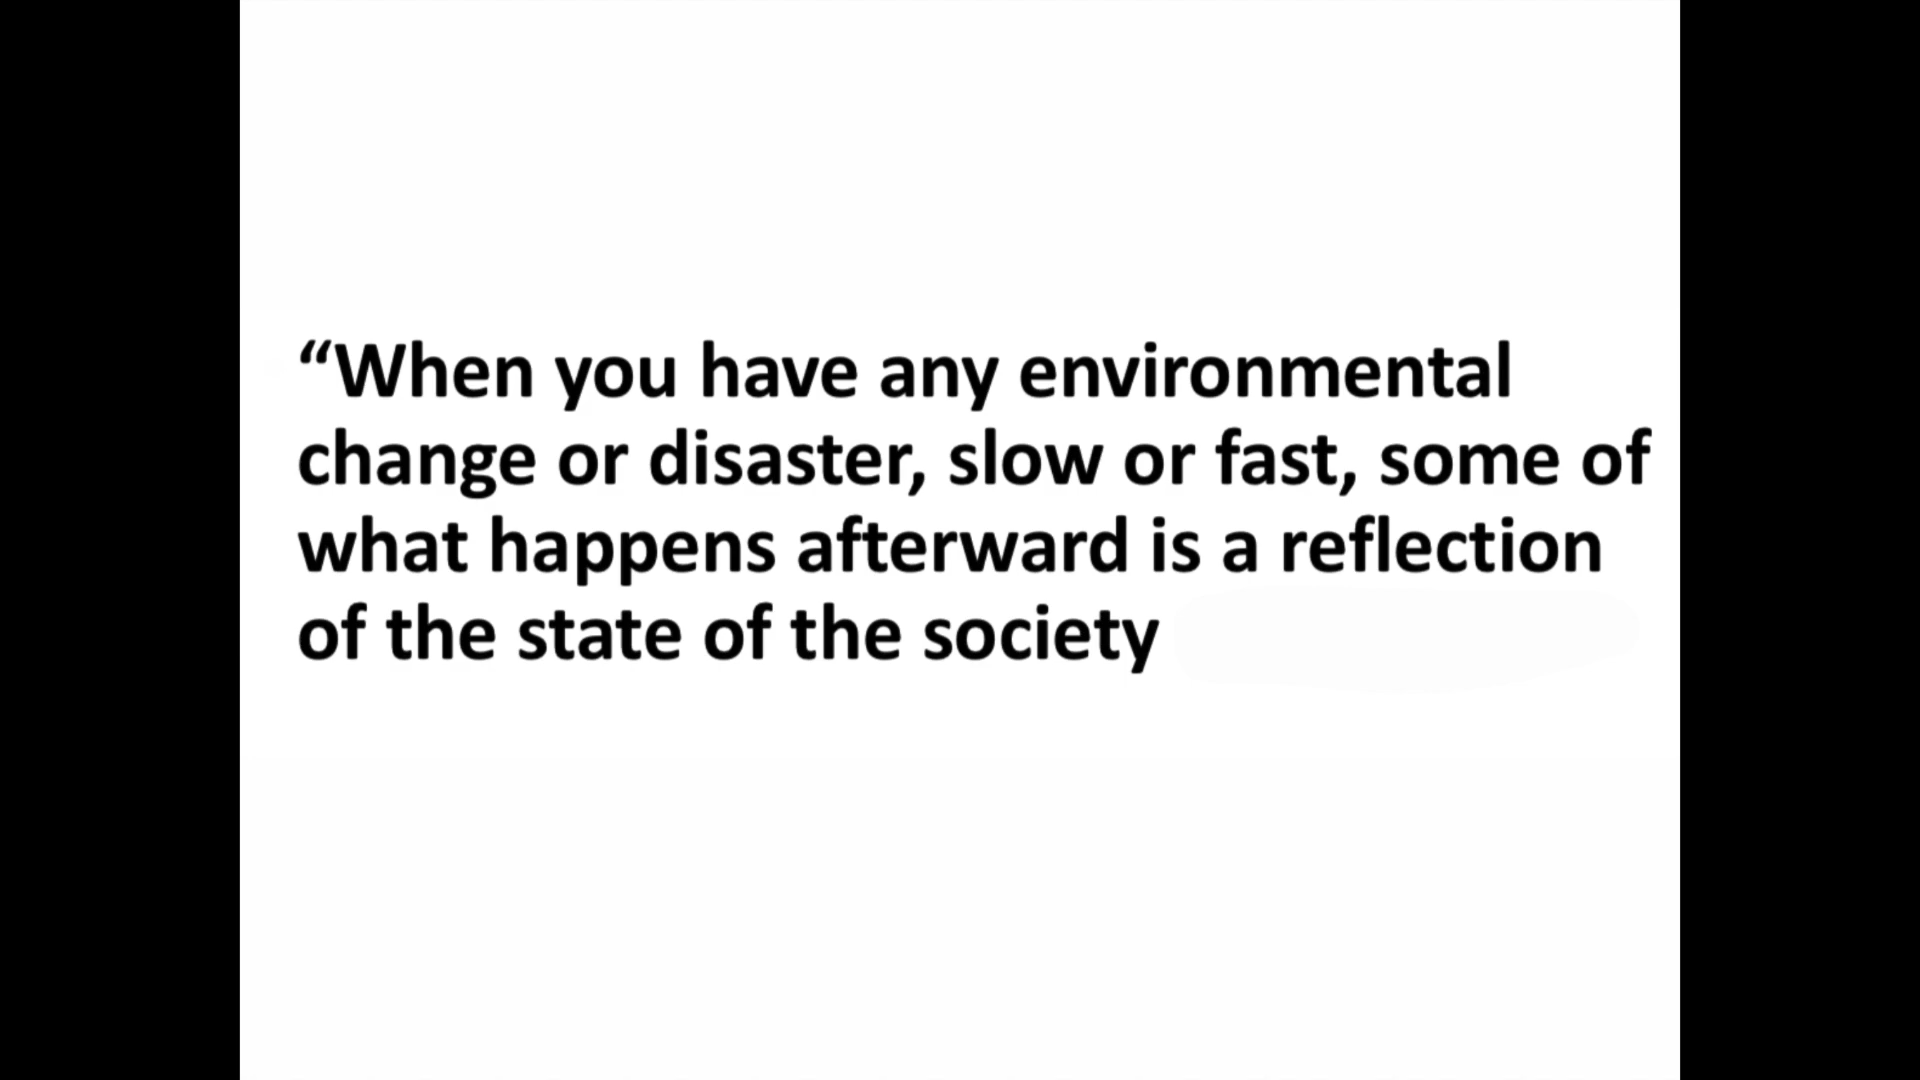 “When you have any environmental
change or disaster, slow or fast, some of
what happens afterward is a reflection
of the state of the society